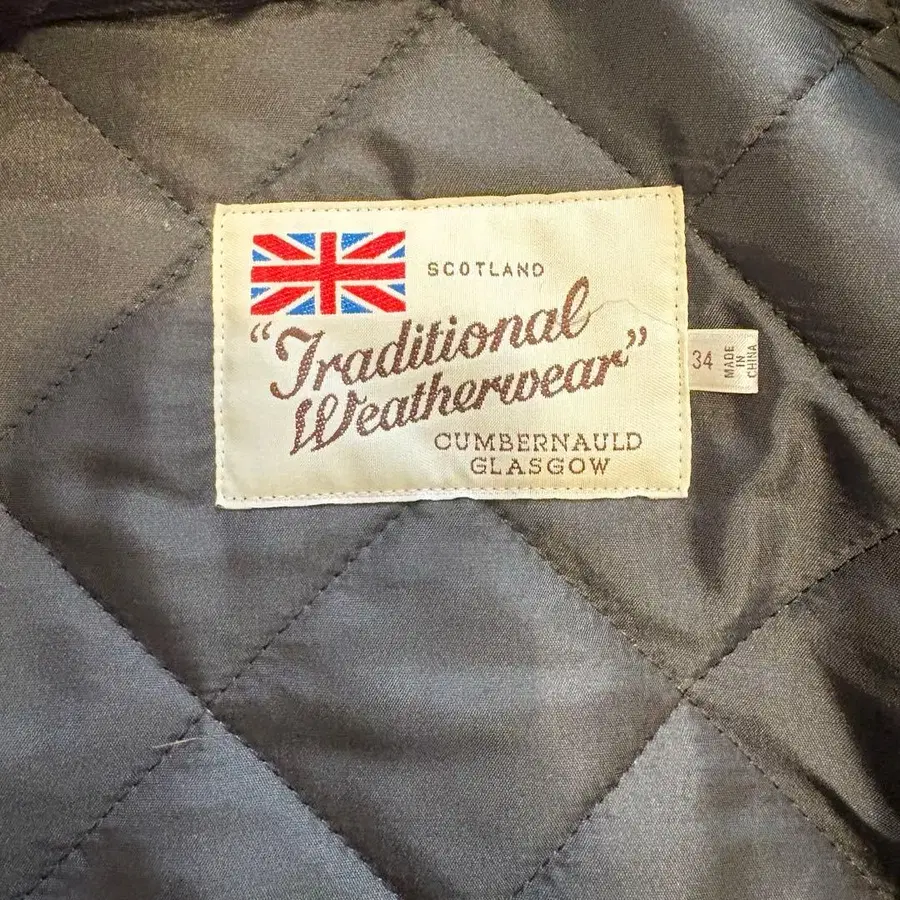 SCOTLAND
"Traditional
Weatherwear"
CUMBERNAULD
GLASGOW
34
MADE
IN
CHINA